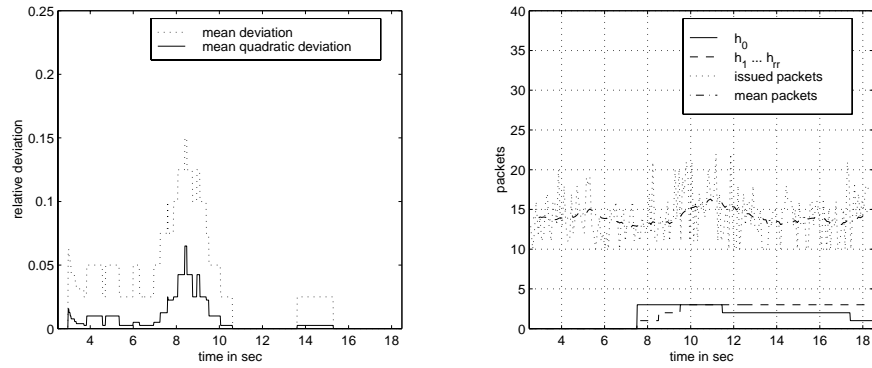 0.25
0.2
0.15
0.1
0.05
0
4 6 8 10 12 14 16 18
time in sec
relative deviation
mean deviation
mean quadratic deviation
40
35
30
25
20
15
10
5
0
4 6 8 10 12 14 16 18
time in sec
packets
h0
h1 ... hrr
issued packets
mean packets